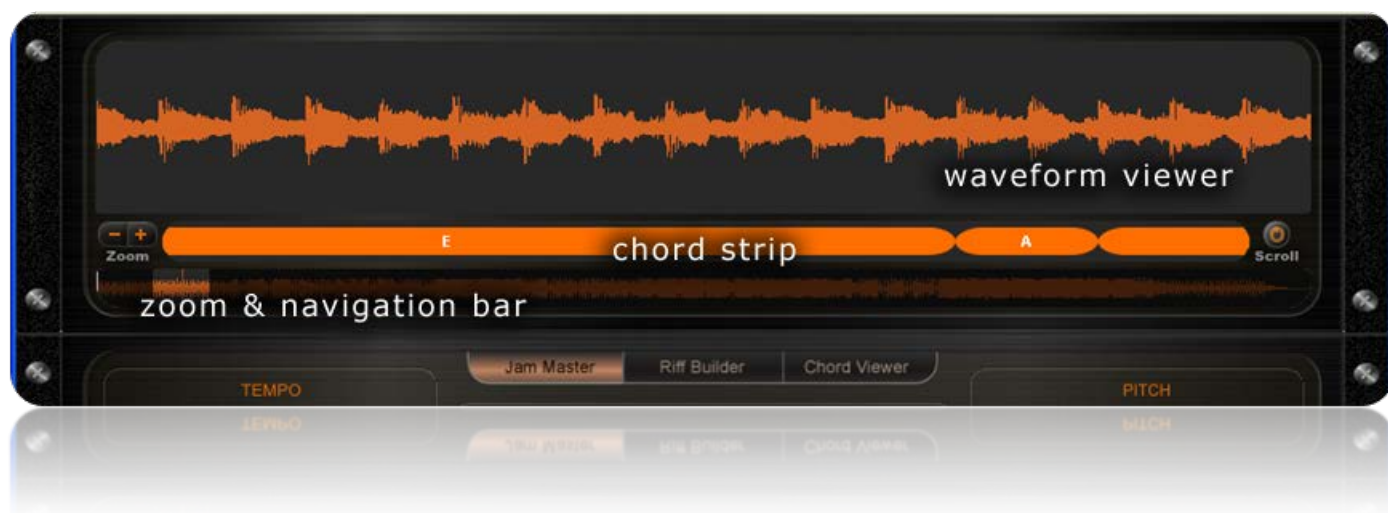 waveform viewer
Zoom
E
chord strip
A
Scroll
zoom & navigation bar
Jam Master
Riff Builder
Chord Viewer
TEMPO
PITCH